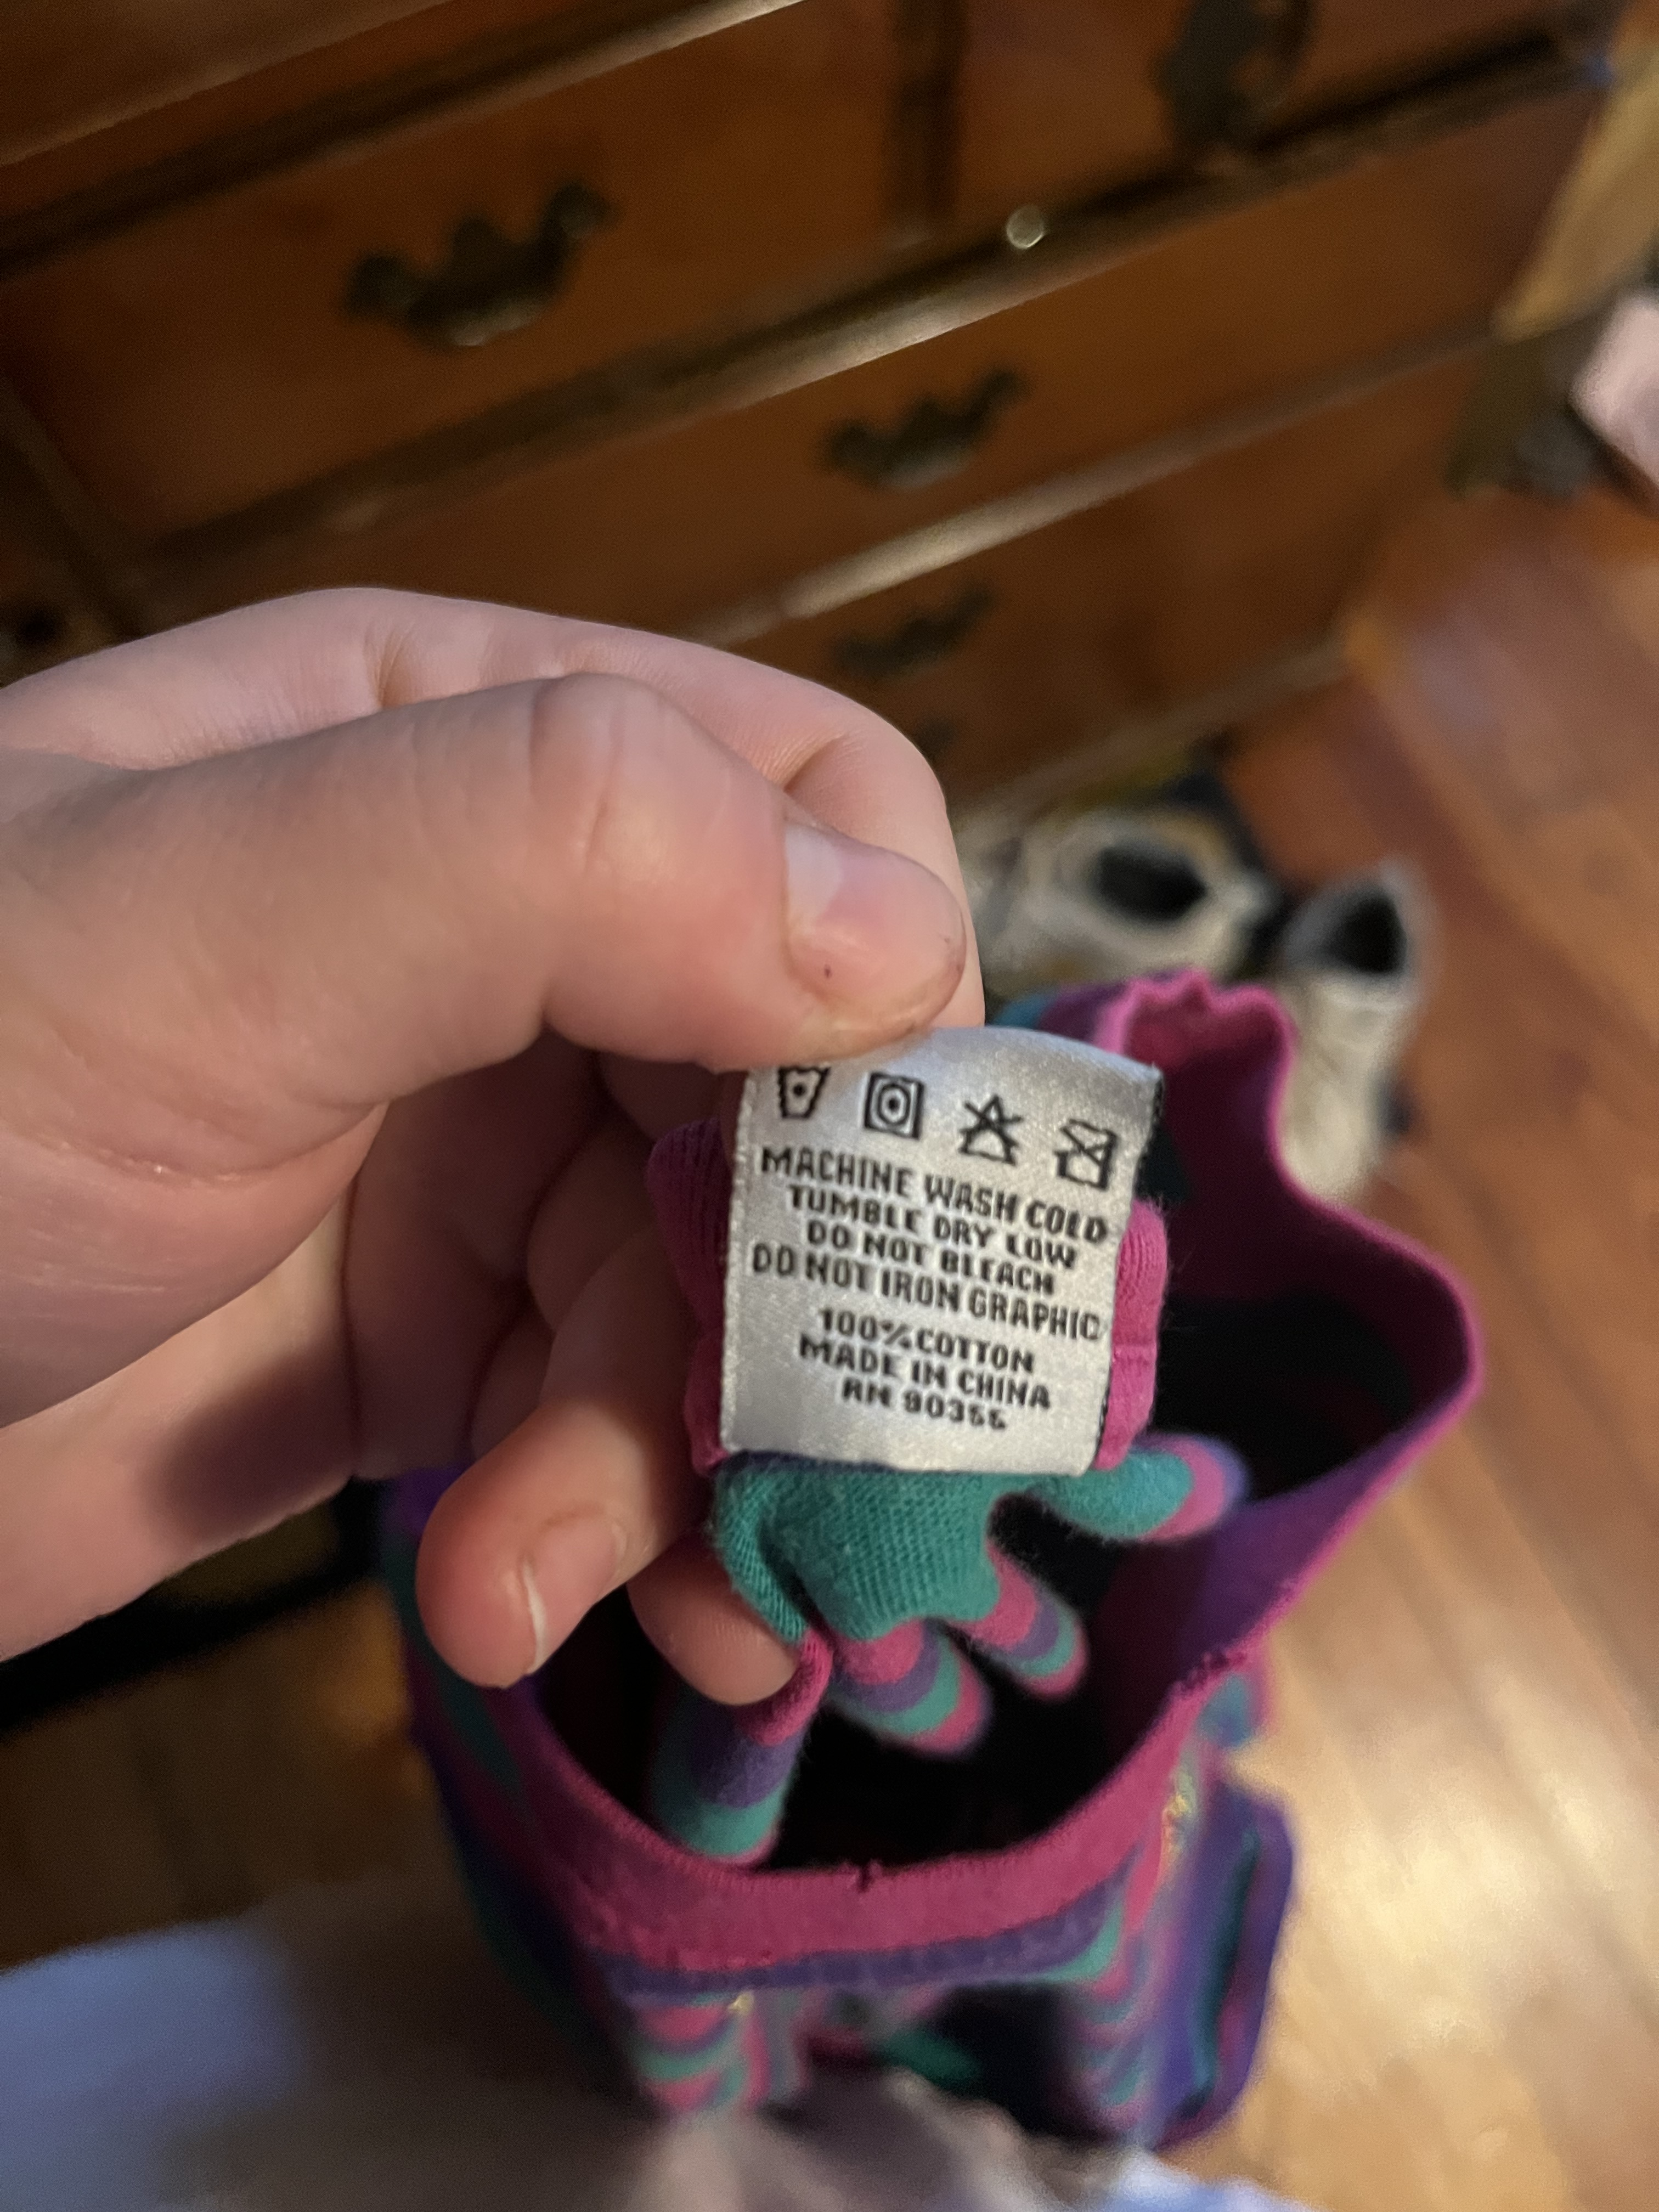 MACHINE WASH COLD
TUMBLE DRY LOW
DO NOT BLEACH
DO NOT IRON GRAPHIC
100% COTTON
MADE IN CHINA
RN